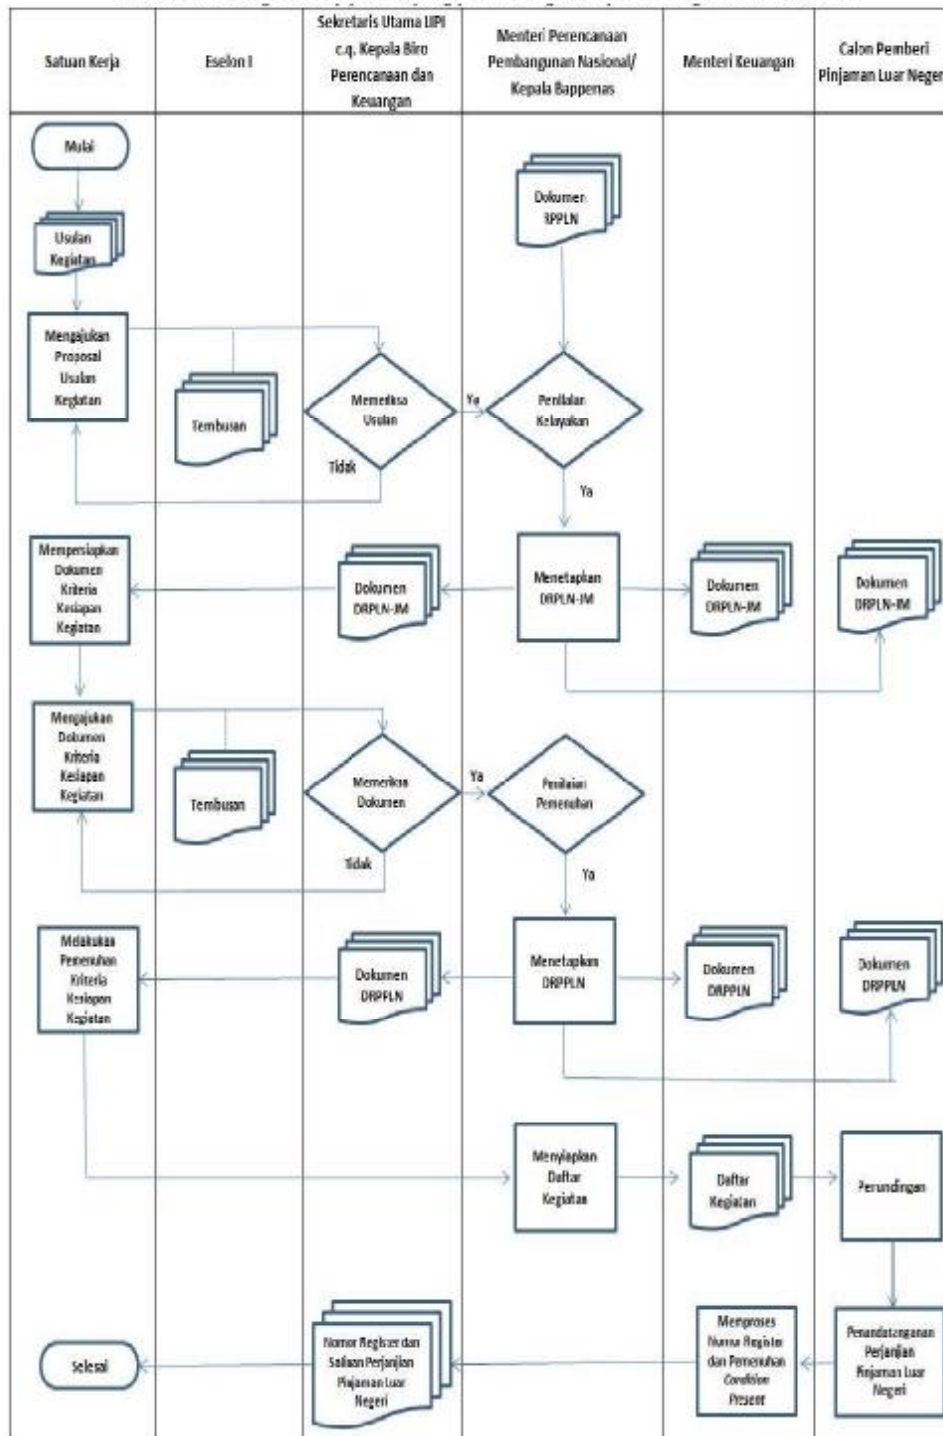 Satuan Kerja
Eselon I
Sekretaris Utama LIPI
c.q. Kepala Biro
Perencanaan dan
Keuangan
Menteri Perencanaan
Pembangunan Nasional/
Kepala Bappenas
Menteri Keuangan
Calon Pemberi
Pinjaman Luar Neger
Mulai
Dokumen
RPPLN
Usulan
Kegiatan
Mengajukan
Proposal
Usulan
Kegiatan
Tembusan
Memeriksa
Usulan
Ya
Penilaian
Kelayakan
Tidak
Ya
Mempersiapkan
Dokumen
Kriteria
Kesiapan
Kegiatan
Dokumen
DRPLN-JM
Menetapkan
DRPLN-JM
Dokumen
DRPLN-JM
Dokumen
DRPLN-JM
Mengajukan
Dokumen
Kriteria
Kesiapan
Kegiatan
Tembusan
Memeriksa
Dokumen
Ya
Penilaian
Pemenuhan
Tidak
Ya
Melakukan
Pemenuhan
Kriteria
Kesiapan
Kegiatan
Dokumen
DRPPLN
Menetapkan
DRPPLN
Dokumen
DRPPLN
Dokumen
DRPPLN
Menyiapkan
Daftar
Kegiatan
Daftar
Kegiatan
Perundingan
Selesai
Nomor Register dan
Satuan Perjanjian
Pinjaman Luar
Negeri
Memproses
Nomor Register
dan Pemenuhan
Condition
Present
Penandatanganan
Perjanjian
Pinjaman Luar
Negeri